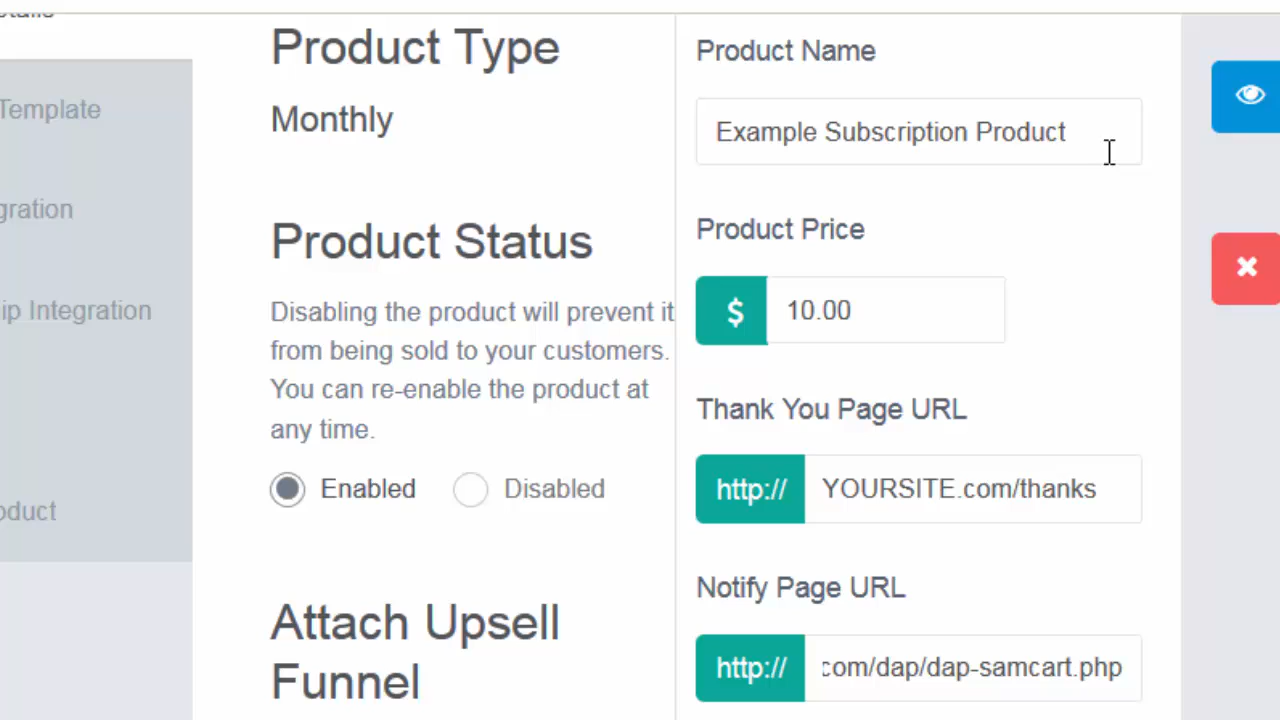 Template
gration
ip Integration
oduct
Product Type
Monthly
Product Status
Disabling the product will prevent it
from being sold to your customers.
You can re-enable the product at
any time.
Enabled Disabled
Attach Upsell
Funnel
Product Name
Example Subscription Product
Product Price
$ 10.00
Thank You Page URL
http:// YOURSITE.com/thanks
Notify Page URL
http:// com/dap/dap-samcart.php